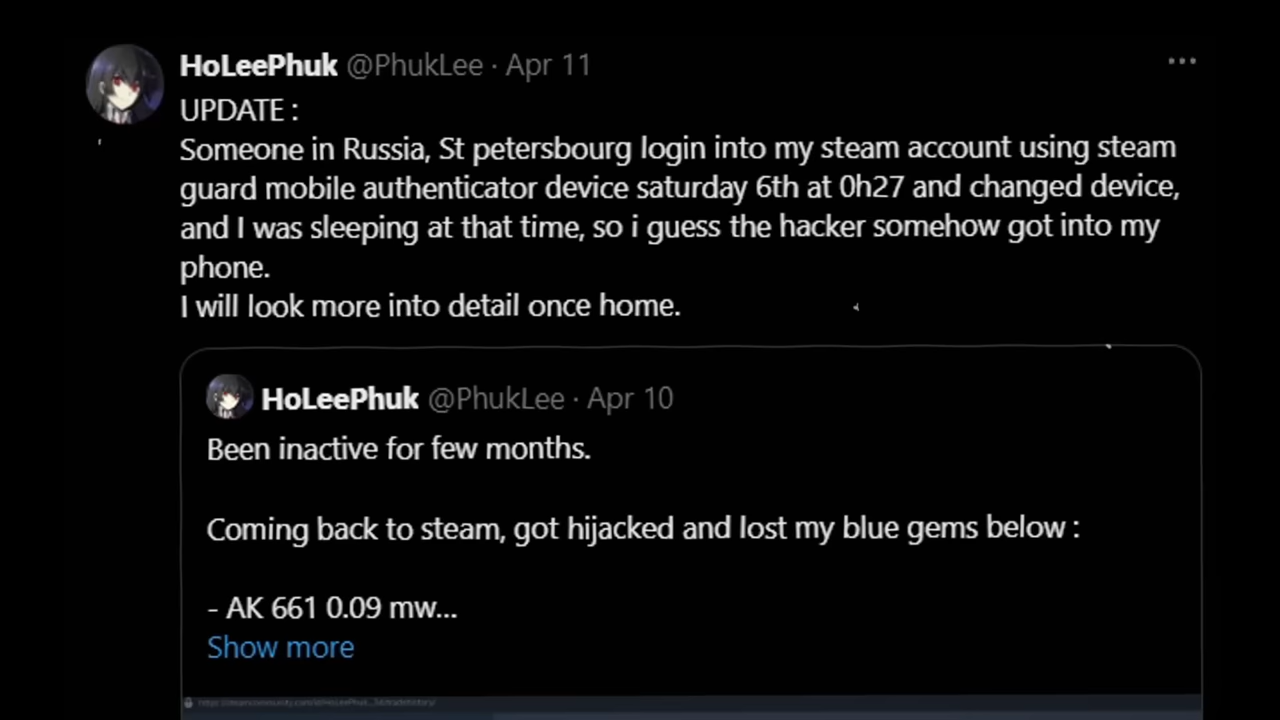 HoLeePhuk @PhukLee · Apr 11
UPDATE :
Someone in Russia, St petersbourg login into my steam account using steam
guard mobile authenticator device saturday 6th at 0h27 and changed device,
and I was sleeping at that time, so i guess the hacker somehow got into my
phone.
I will look more into detail once home.
HoLeePhuk @PhukLee · Apr 10
Been inactive for few months.
Coming back to steam, got hijacked and lost my blue gems below :
- AK 661 0.09 mw...
Show more